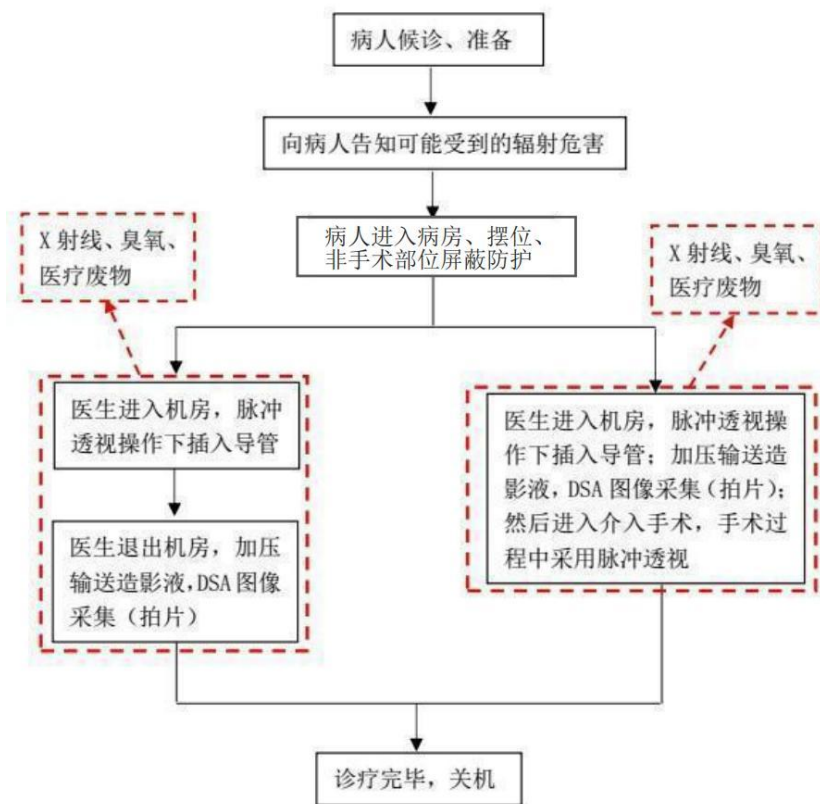 病人候诊、准备
向病人告知可能受到的辐射危害
病人进入病房、摆位、
非手术部位屏蔽防护
X 射线、臭氧、
医疗废物
X 射线、臭氧、
医疗废物
医生进入机房，脉冲
透视操作下插入导管
医生退出机房，加压
输送造影液，DSA 图像
采集（拍片）
医生进入机房，脉冲透视操
作下插入导管；加压输送造
影液，DSA 图像采集（拍片）；
然后进入介入手术，手术过
程中采用脉冲透视
诊疗完毕，关机